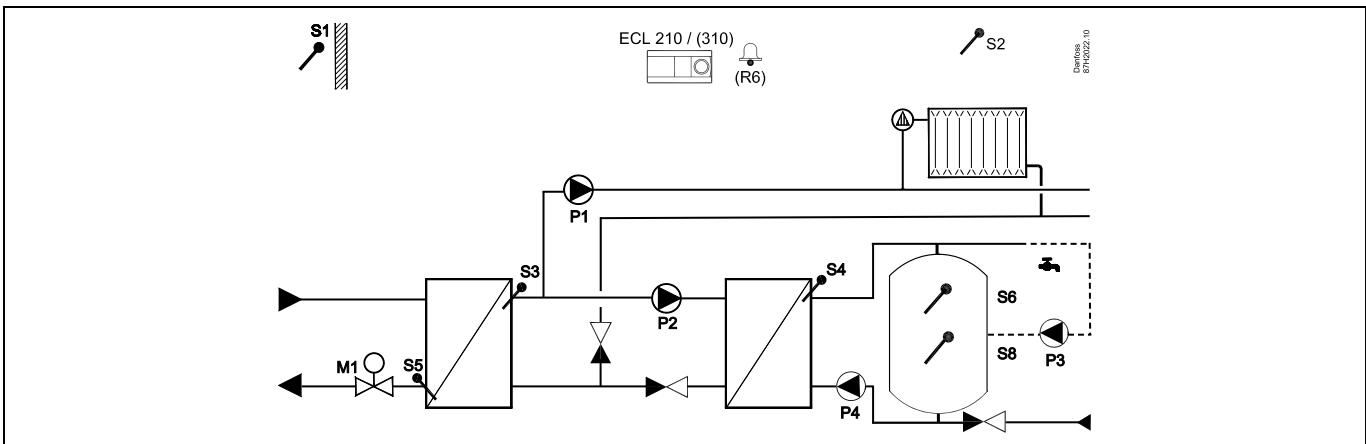 S1
ECL 210 / (310)
(R6)
S2
Danfoss
87H2022.10
P1
S3
S4
P2
S6
S8
P3
M1
S5
P4